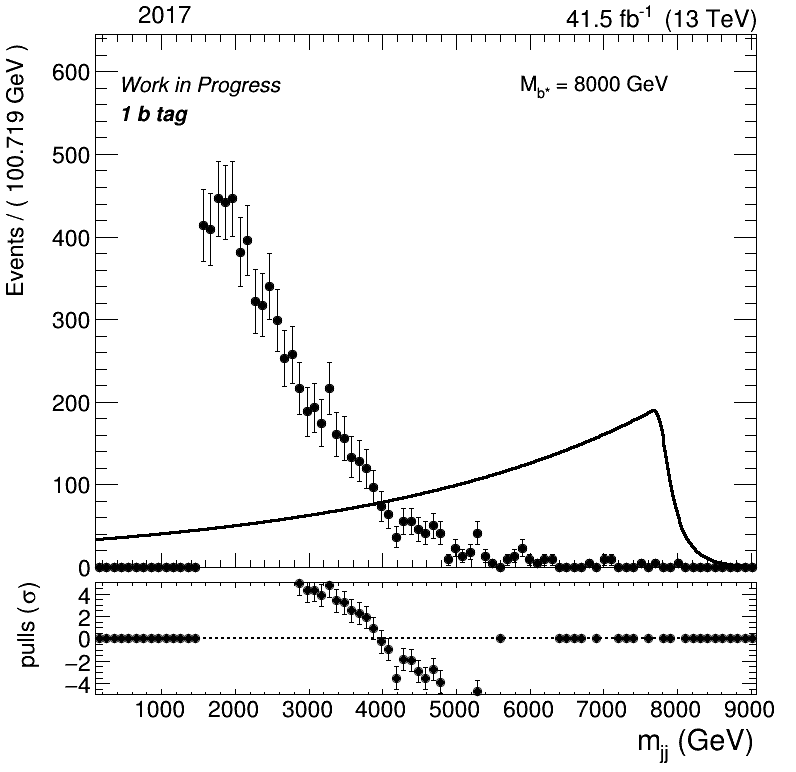 2017
41.5 fb⁻¹ (13 TeV)
Events / ( 100.719 GeV )
600
500
400
300
200
100
0
Work in Progress
1 b tag
M_b* = 8000 GeV
pulls (σ)
4
2
0
−2
−4
1000 2000 3000 4000 5000 6000 7000 8000 9000
m_jj (GeV)